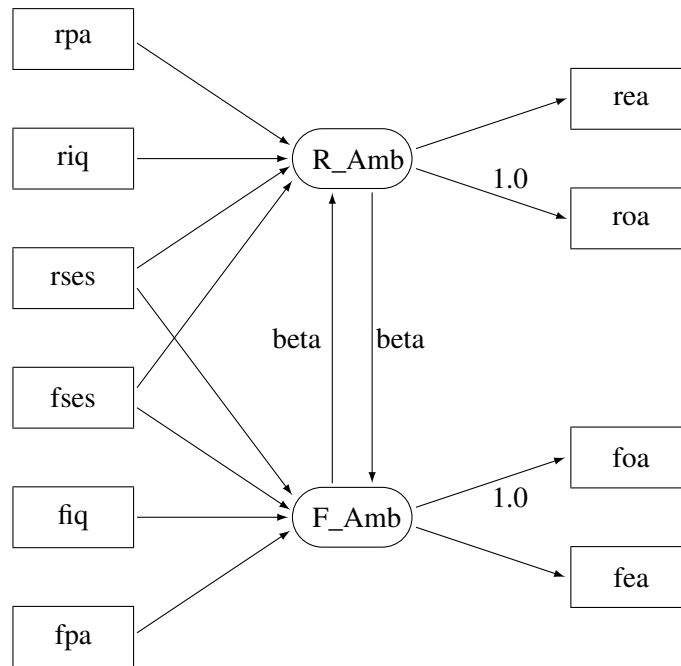 rpa
riq
rses
fses
fiq
fpa
R_Amb
beta
beta
F_Amb
rea
1.0
roa
foa
1.0
fea